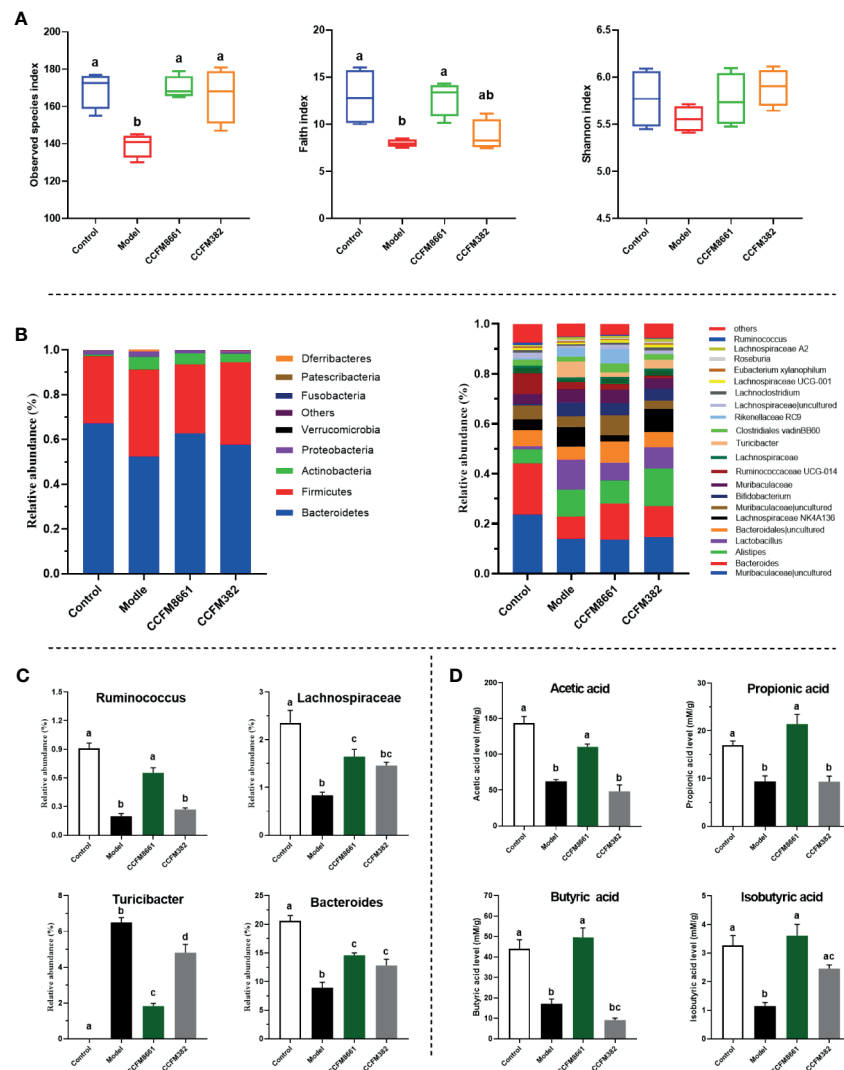 A
Observed species index
200
180
160
140
120
100
a
b
a
a
Control
Model
CCFM8661
CCFM382
Faith index
20
15
10
5
0
a
b
a
ab
Control
Model
CCFM8661
CCFM382
Shannon index
6.5
6.0
5.5
5.0
4.5
Control
Model
CCFM8661
CCFM382
B
Relative abundance (%)
1.0
0.8
0.6
0.4
0.2
0.0
Control
Modle
CCFM8661
CCFM382
Dferribacteres
Patescribacteria
Fusobacteria
Others
Verrucomicrobia
Proteobacteria
Actinobacteria
Firmicutes
Bacteroidetes
Relative abundance (%)
1.0
0.8
0.6
0.4
0.2
0.0
Control
Modle
CCFM8661
CCFM382
others
Ruminococcus
Lachnospiraceae A2
Roseburia
Eubacterium xylanophilum
Lachnospiraceae UCG-001
Lachnoclostridium
Lachnospiraceae|uncultured
Rikenellaceae RC9
Clostridiales vadinBB60
Turicibacter
Lachnospiraceae
Ruminococcaceae UCG-014
Muribaculaceae
Bifidobacterium
Muribaculaceae|uncultured
Lachnospiraceae NK4A136
Bacteroidales|uncultured
Lactobacillus
Alistipes
Bacteroides
Muribaculaceae|uncultured
C
Ruminococcus
Relative abundance (%)
1.5
1.2
0.9
0.6
0.3
0.0
a
b
a
b
Control
Model
CCFM8661
CCFM382
Lachnospiraceae
Relative abundance (%)
3
2
1
0
a
b
c
bc
Control
Model
CCFM8661
CCFM382
Turicibacter
Relative abundance (%)
8
6
4
2
0
a
b
c
d
Control
Model
CCFM8661
CCFM382
Bacteroides
Relative abundance (%)
25
20
15
10
5
0
a
b
c
c
Control
Model
CCFM8661
CCFM382
D
Acetic acid
Acetic acid level (mM/g)
200
150
100
50
0
a
b
a
b
Control
Model
CCFM8661
CCFM382
Propionic acid
Propionic acid level (mM/g)
30
20
10
0
a
b
a
b
Control
Model
CCFM8661
CCFM382
Butyric acid
Butyric acid level (mM/g)
70
60
50
40
30
20
10
0
a
b
a
bc
Control
Model
CCFM8661
CCFM382
Isobutyric acid
Isobutyric acid level (mM/g)
5
4
3
2
1
0
a
b
a
ac
Control
Model
CCFM8661
CCFM382